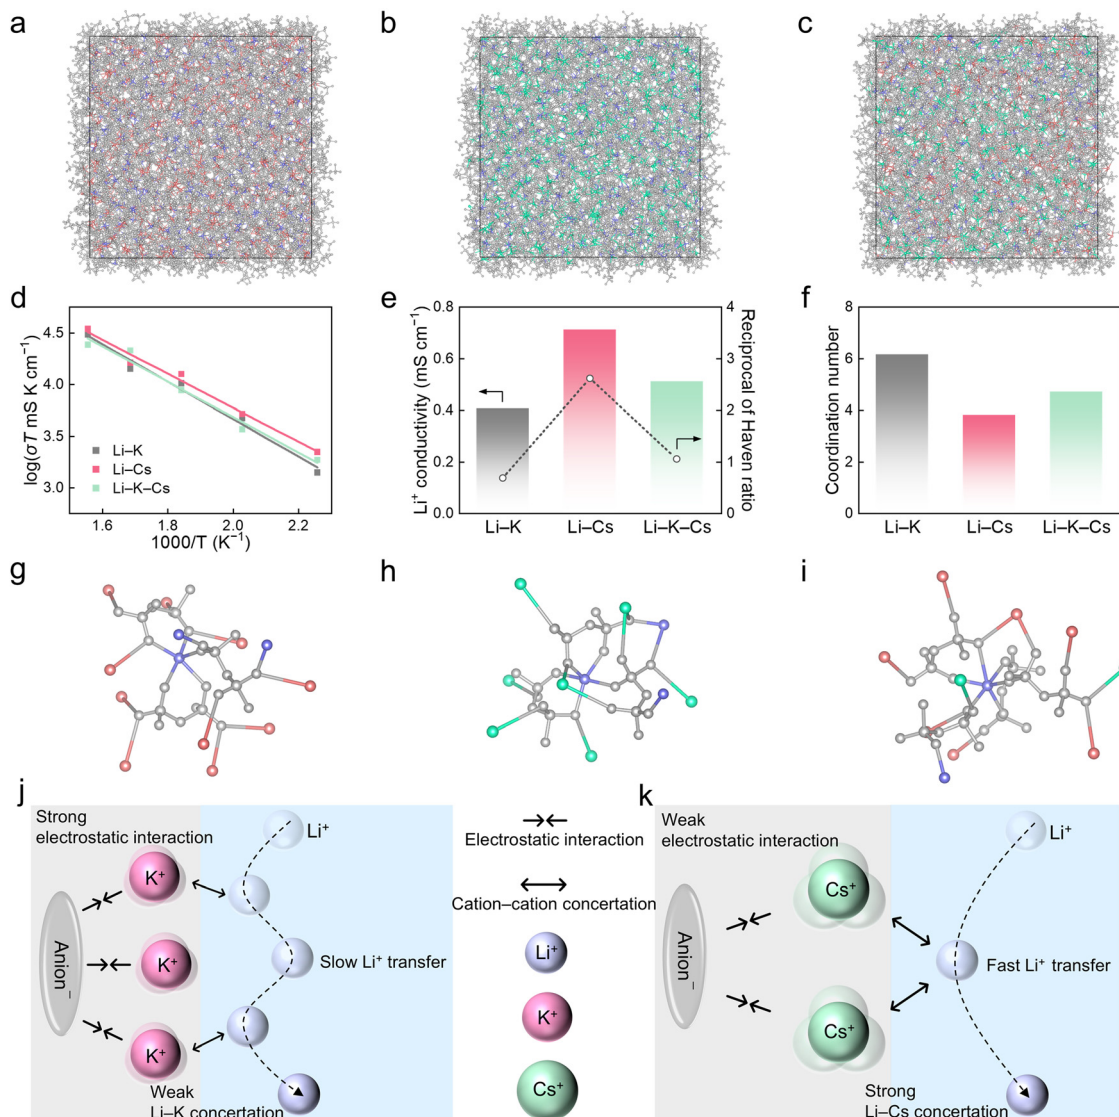 a
b
c
d
log(σT mS K cm⁻¹)
4.5
4.0
3.5
3.0
Li–K
Li–Cs
Li–K–Cs
1.6
1.8
2.0
2.2
1000/T (K⁻¹)
e
Li⁺ conductivity (mS cm⁻¹)
0.8
0.6
0.4
0.2
0.0
4
3
2
1
0
Reciprocal of
Haven ratio
Li–K
Li–Cs
Li–K–Cs
f
Coordination number
8
6
4
2
0
Li–K
Li–Cs
Li–K–Cs
g
h
i
j
Strong
electrostatic interaction
Li⁺
K⁺
K⁺
K⁺
Anion⁻
Slow Li⁺ transfer
Weak
Li–K concertation
Electrostatic interaction
Cation–cation concertation
Li⁺
K⁺
Cs⁺
k
Weak
electrostatic interaction
Li⁺
Cs⁺
Cs⁺
Anion⁻
Fast Li⁺ transfer
Strong
Li–Cs concertation